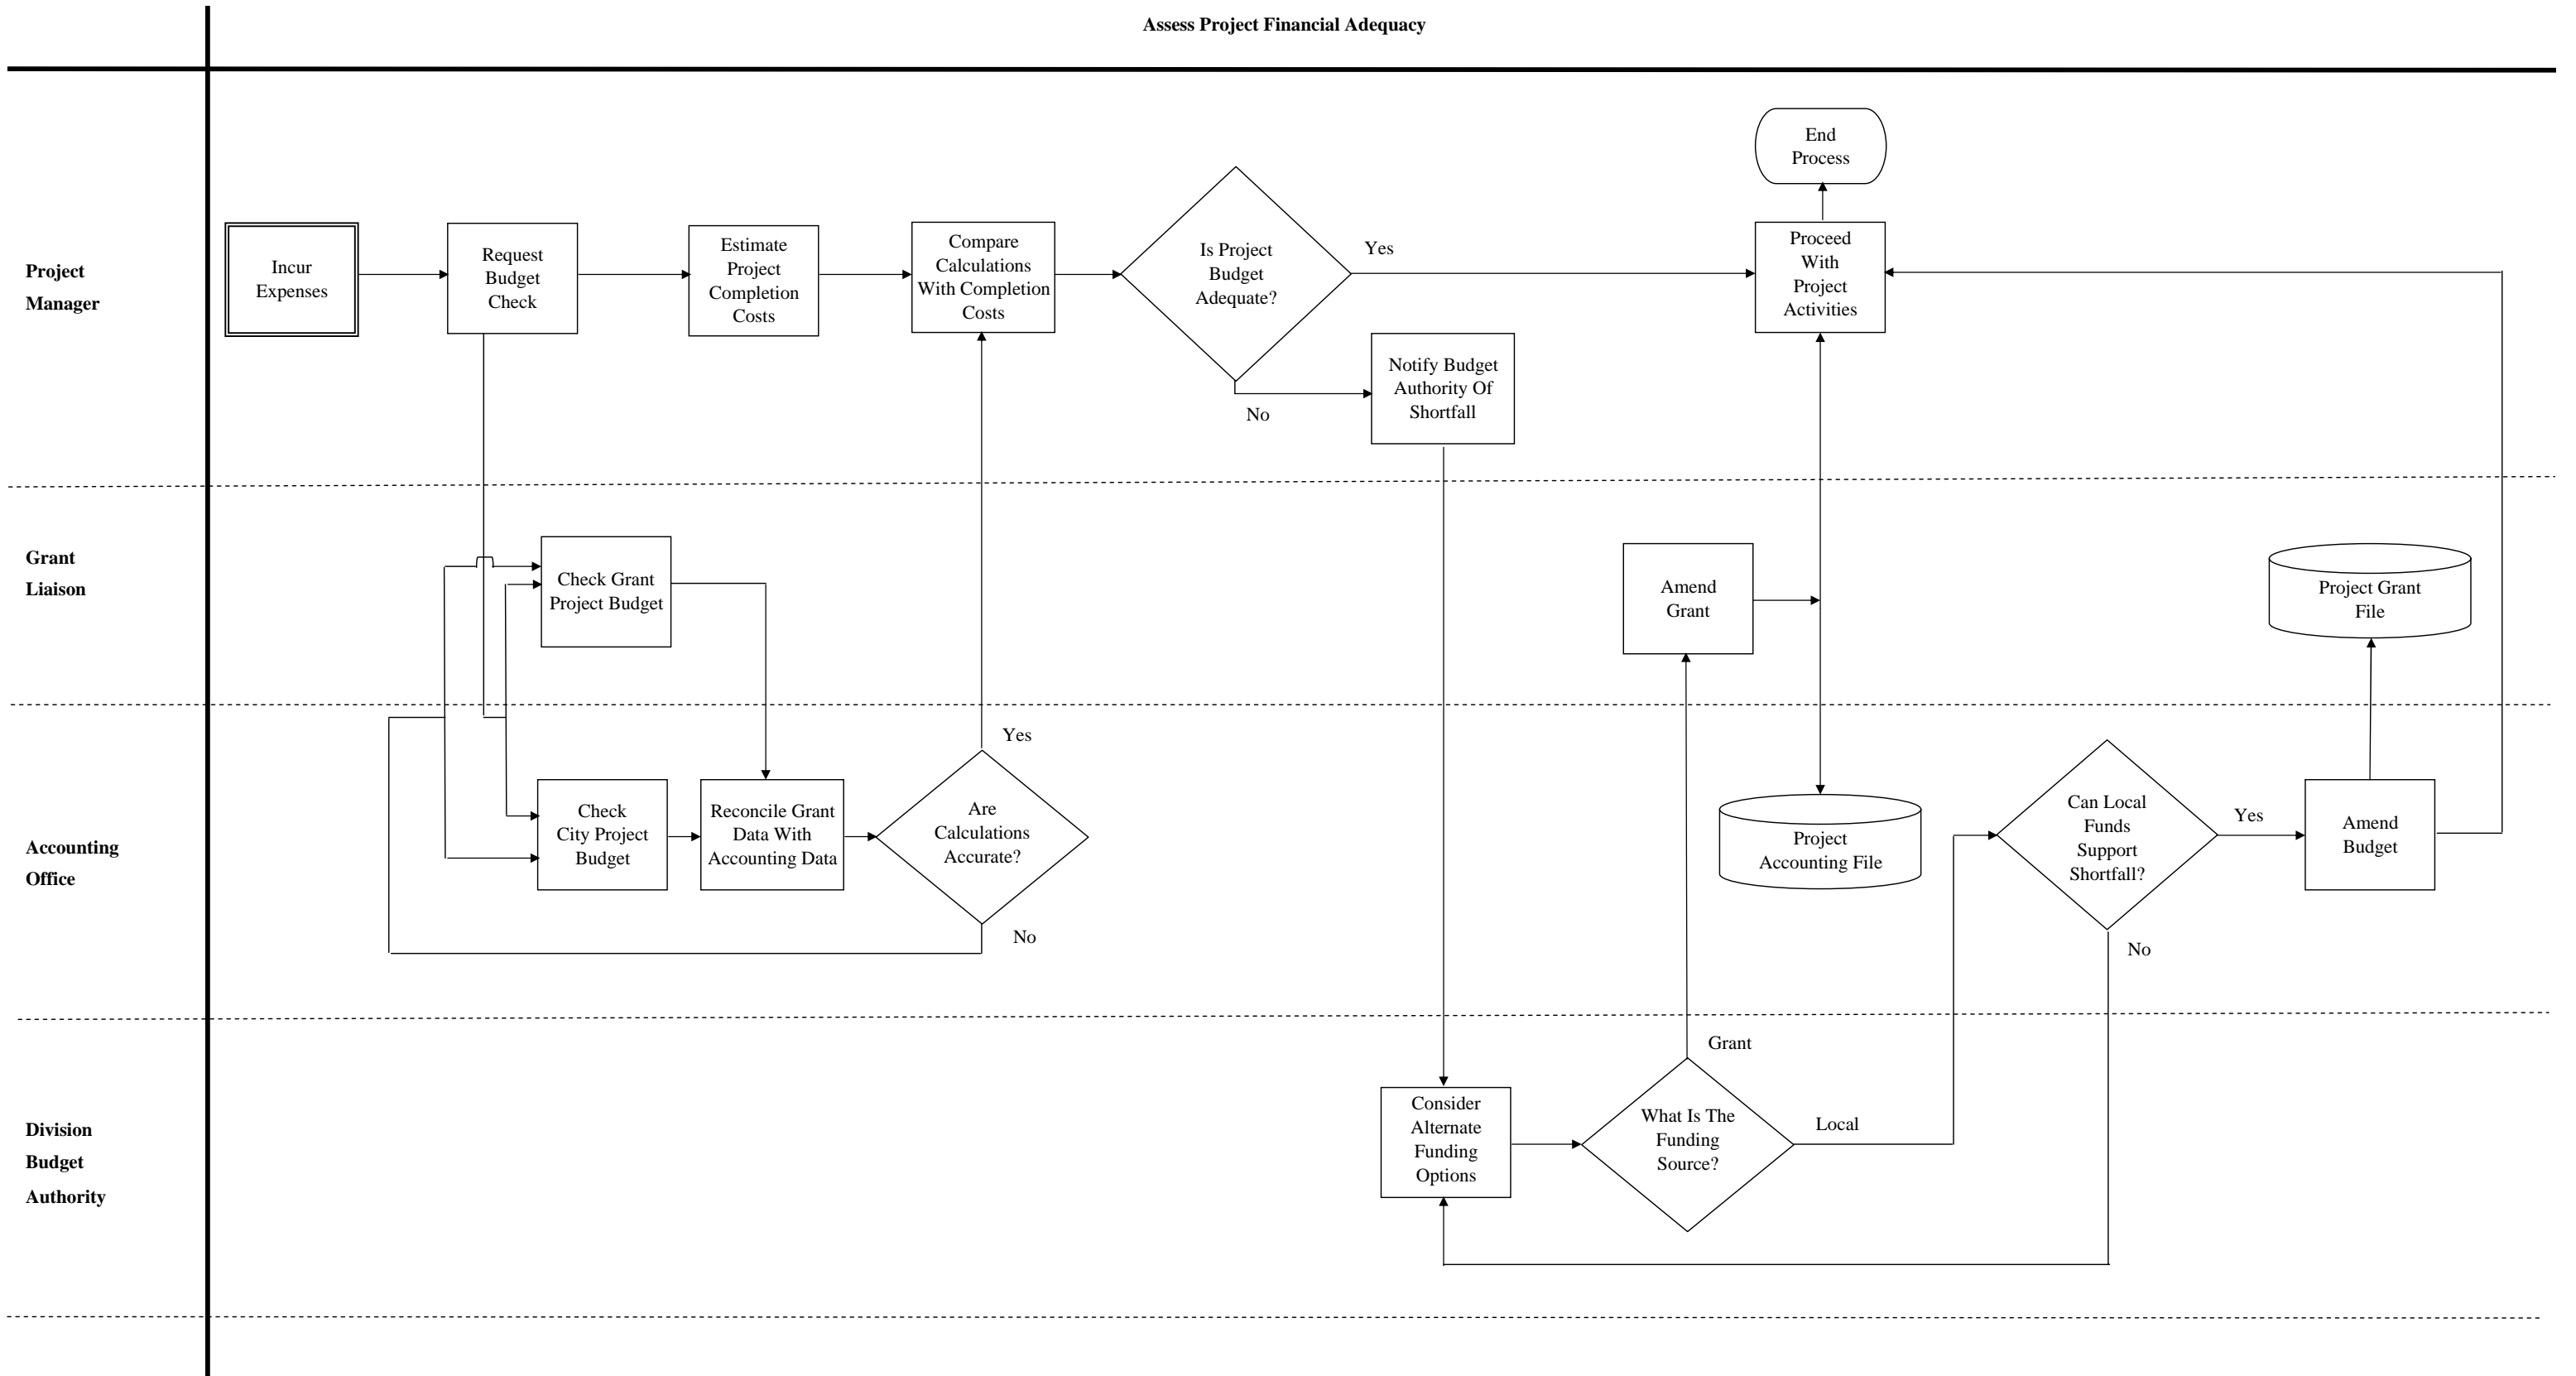 Assess Project Financial Adequacy
Project
Manager
Incur
Expenses
Request
Budget
Check
Estimate
Project
Completion
Costs
Compare
Calculations
With Completion
Costs
Is Project
Budget
Adequate?
Yes
No
Notify Budget
Authority Of
Shortfall
End
Process
Proceed
With
Project
Activities
Grant
Liaison
Check Grant
Project Budget
Amend
Grant
Project Grant
File
Accounting
Office
Check
City Project
Budget
Reconcile Grant
Data With
Accounting Data
Are
Calculations
Accurate?
Yes
No
Project
Accounting File
Can Local
Funds
Support
Shortfall?
Yes
No
Amend
Budget
Division
Budget
Authority
Consider
Alternate
Funding
Options
What Is The
Funding
Source?
Grant
Local